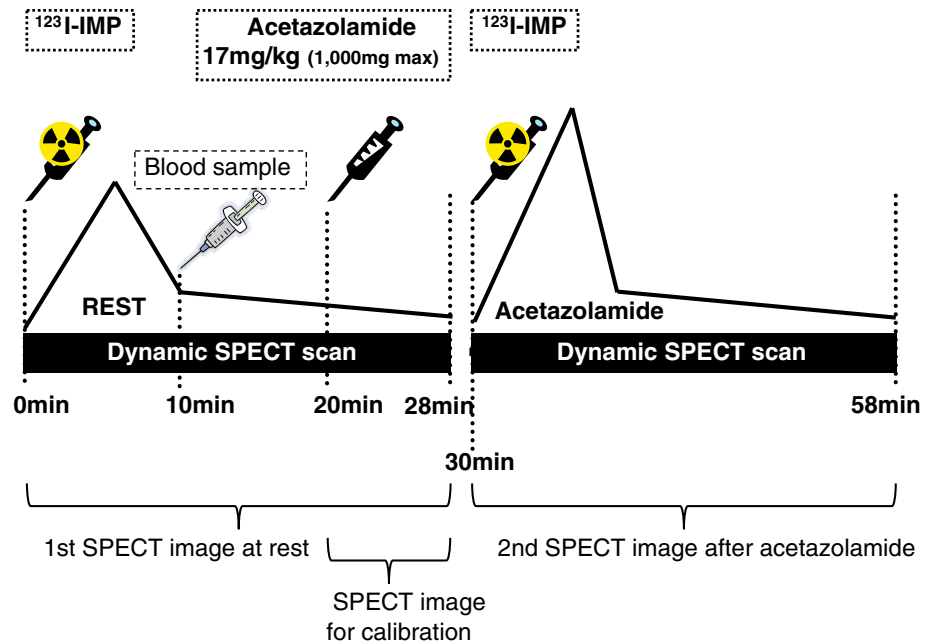 ¹²³I-IMP
Acetazolamide
17mg/kg (1,000mg max)
¹²³I-IMP
Blood sample
REST
Acetazolamide
Dynamic SPECT scan
Dynamic SPECT scan
0min
10min
20min
28min
58min
30min
1st SPECT image at rest
2nd SPECT image after acetazolamide
SPECT image
for calibration